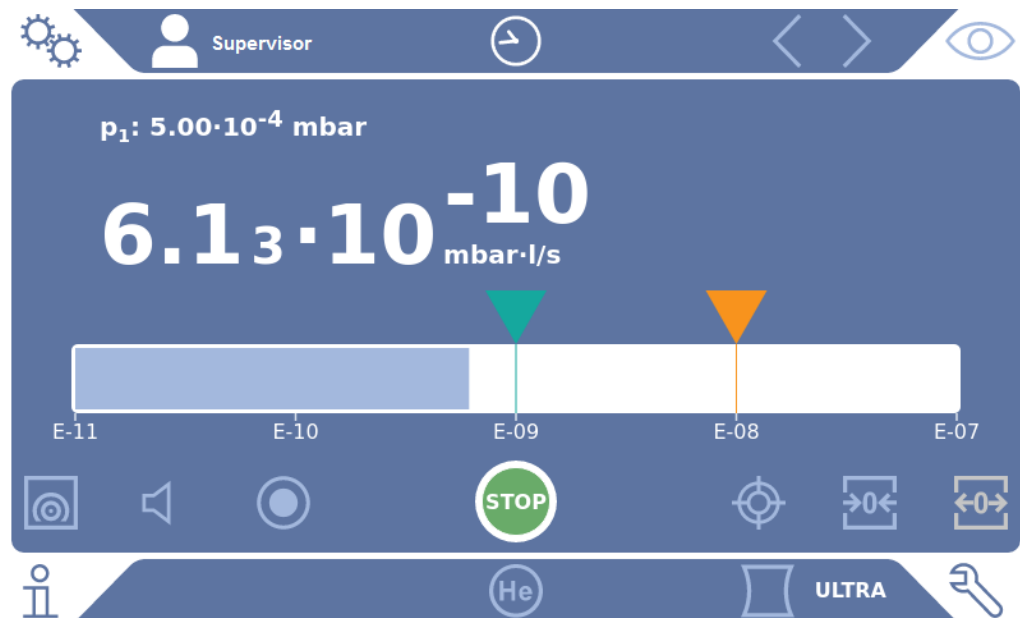 Supervisor
p₁: 5.00·10⁻⁴ mbar
6.13·10⁻¹⁰ mbar·l/s
E-11 E-10 E-09 E-08 E-07
STOP
→0← ←0→
He ULTRA